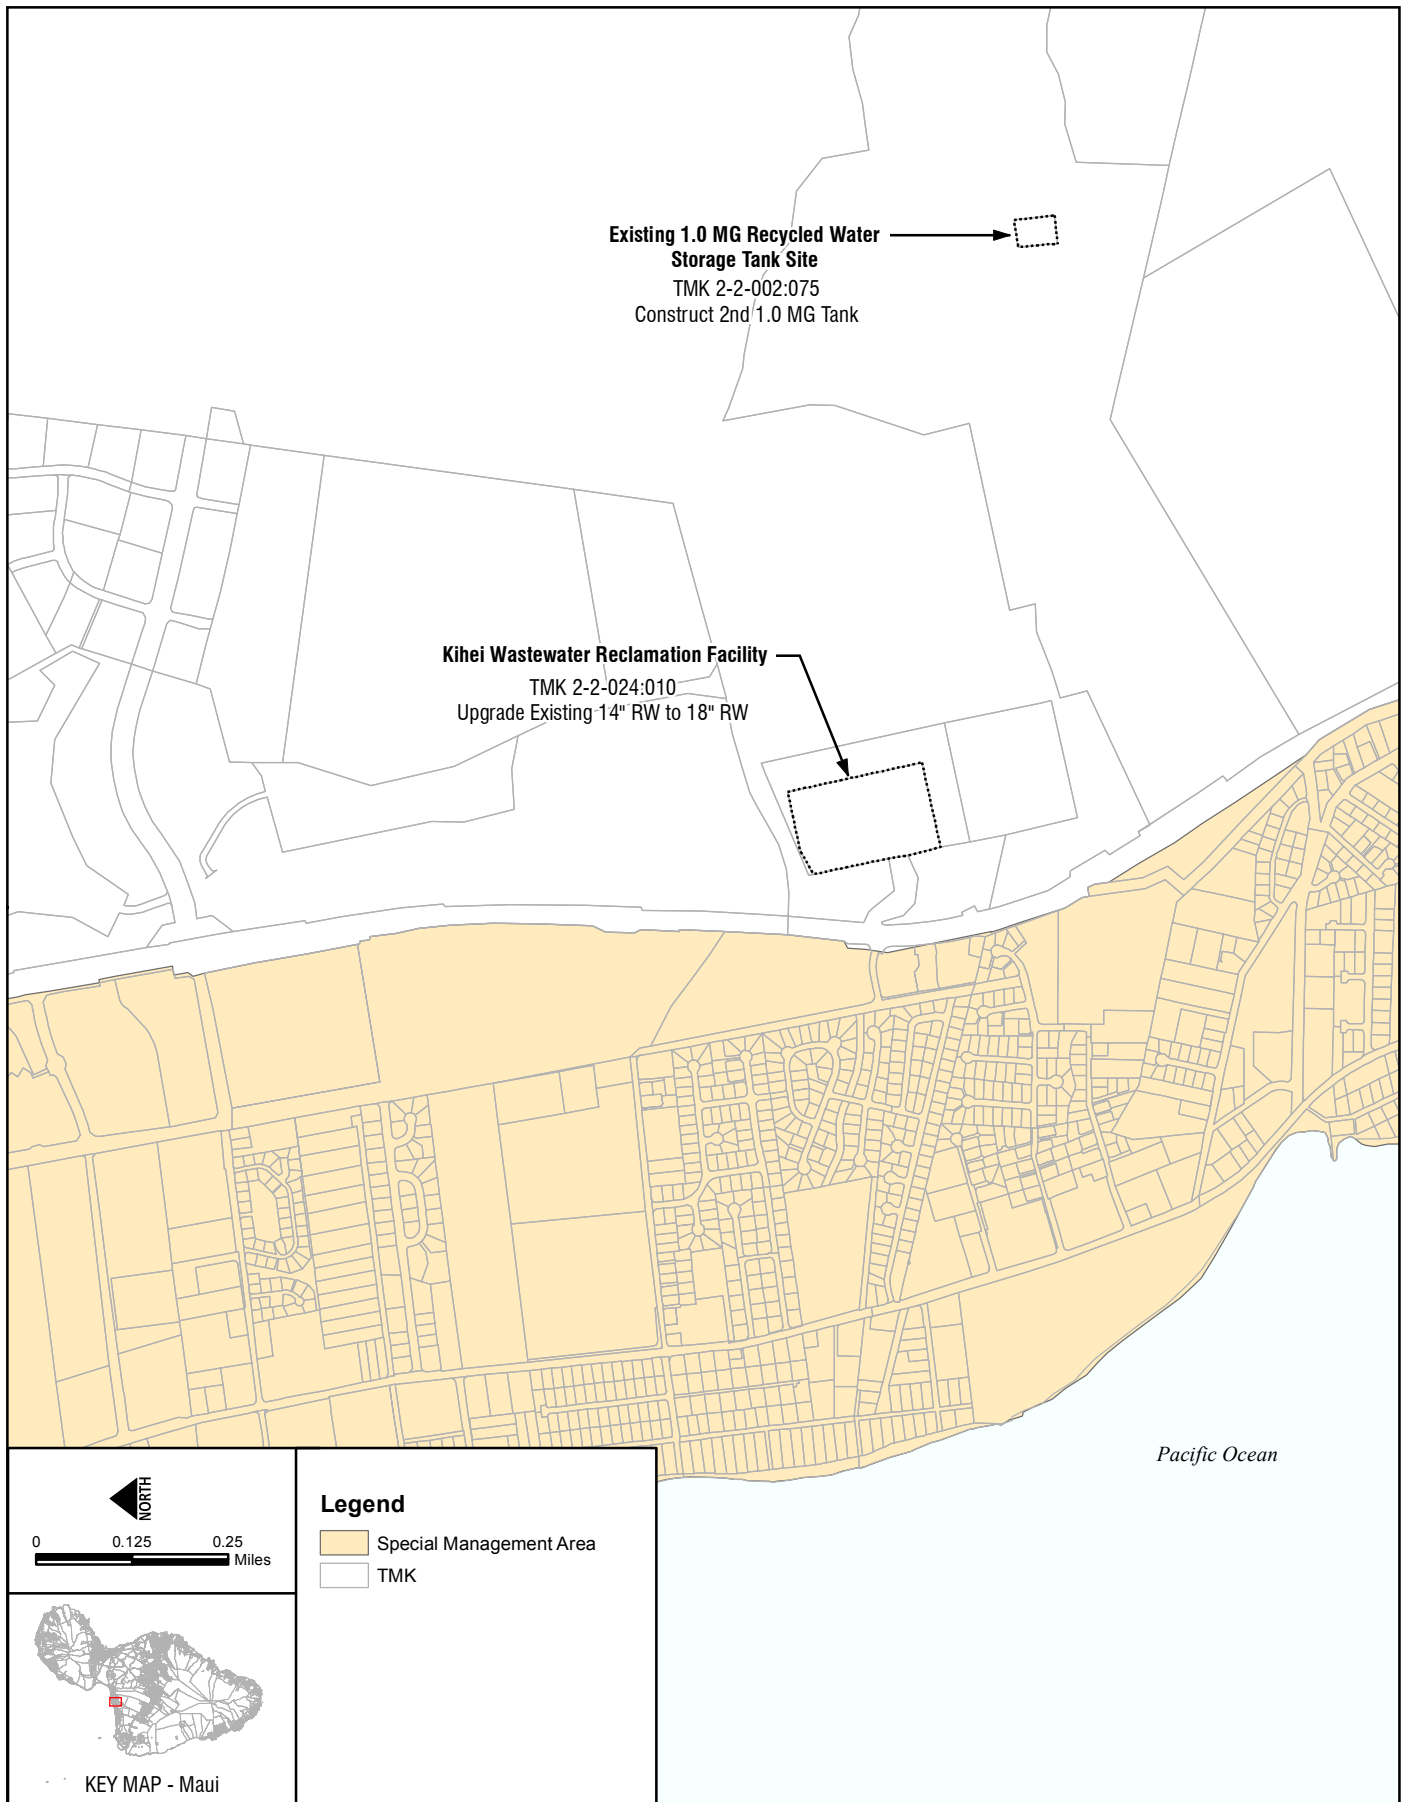 Existing 1.0 MG Recycled Water
Storage Tank Site
TMK 2-2-002:075
Construct 2nd 1.0 MG Tank
Kihei Wastewater Reclamation Facility
TMK 2-2-024:010
Upgrade Existing 14" RW to 18" RW
Pacific Ocean
NORTH
0 0.125 0.25
Miles
Legend
Special Management Area
TMK
KEY MAP - Maui